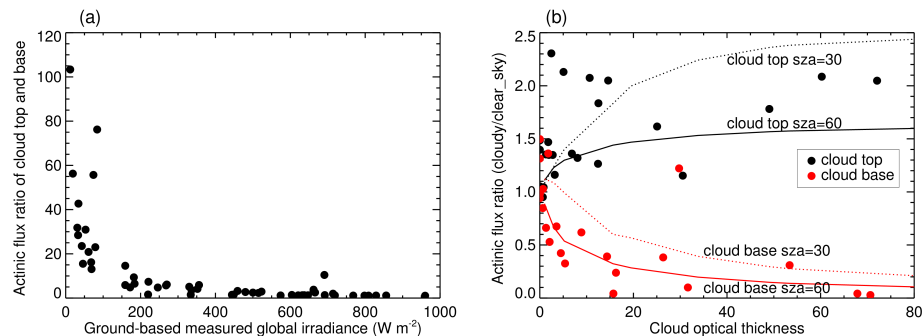 (a)
Actinic flux ratio of cloud top and base
120
100
80
60
40
20
0
0
200
400
600
800
1000
Ground-based measured global irradiance (W m-2)
(b)
Actinic flux ratio (cloudy/clear_sky)
2.5
2.0
1.5
1.0
0.5
0.0
cloud top sza=30
cloud top sza=60
cloud top
cloud base
cloud base sza=30
cloud base sza=60
0
20
40
60
80
Cloud optical thickness